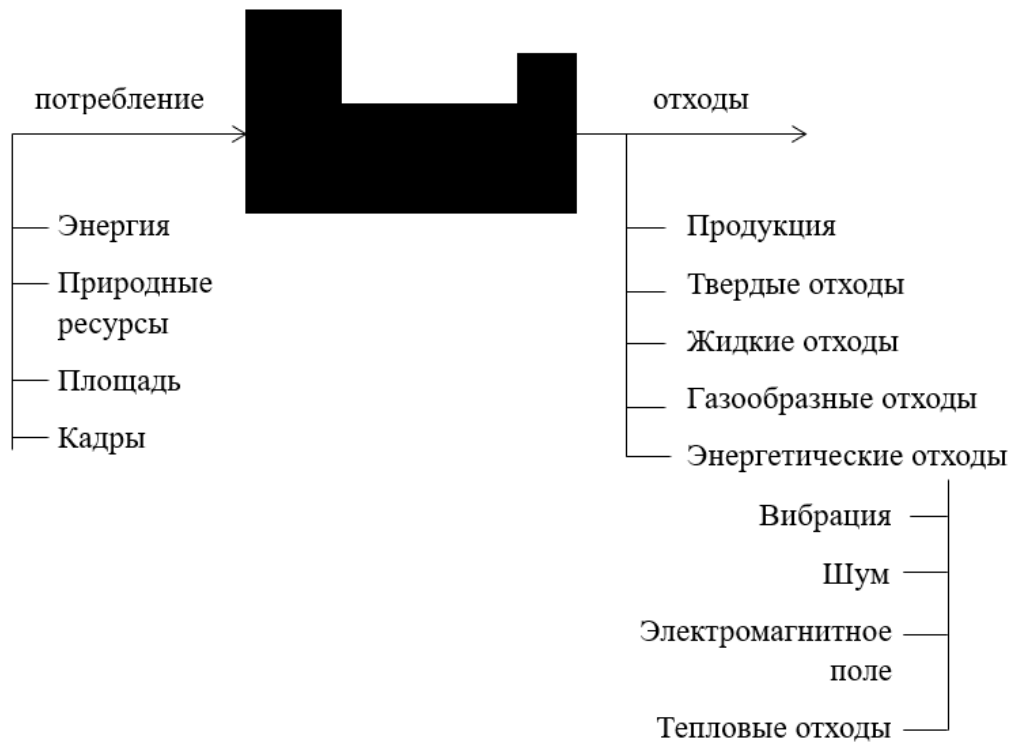 потребление
отходы
Энергия
Природные
ресурсы
Площадь
Кадры
Продукция
Твердые отходы
Жидкие отходы
Газообразные отходы
Энергетические отходы
Вибрация
Шум
Электромагнитное
поле
Тепловые отходы